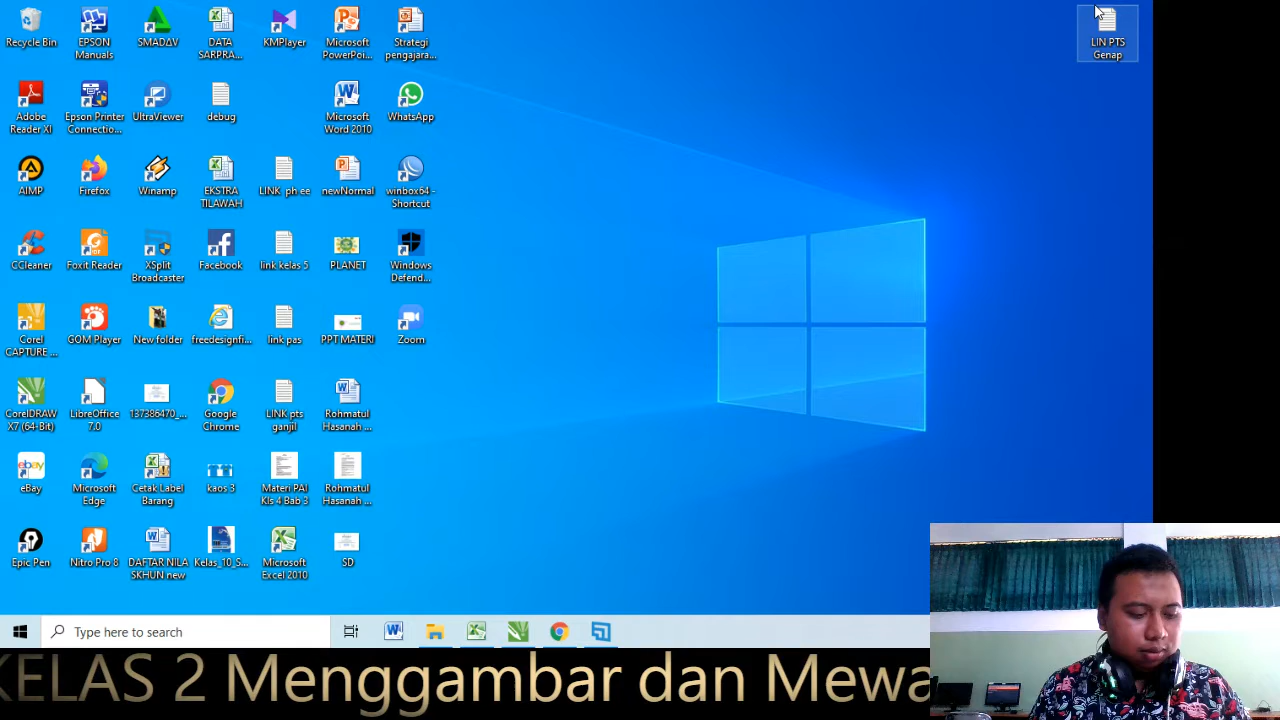 Recycle Bin
EPSON Manuals
SMADΔV
DATA SARPRA...
KMPlayer
Microsoft PowerPoi...
Strategi pengajara...
LIN PTS Genap
Adobe Reader XI
Epson Printer Connectio...
UltraViewer
debug
Microsoft Word 2010
WhatsApp
AIMP
Firefox
Winamp
EKSTRA TILAWAH
LINK ph ee
newNormal
winbox64 - Shortcut
CCleaner
Foxit Reader
XSplit Broadcaster
Facebook
link kelas 5
PLANET
Windows Defend...
Corel CAPTURE ...
GOM Player
New folder
freedesignfi...
link pas
PPT MATERI
Zoom
CorelDRAW X7 (64-Bit)
LibreOffice 7.0
137386470_...
Google Chrome
LINK pts ganjil
Rohmatul Hasanah ...
eBay
Microsoft Edge
Cetak Label Barang
kaos 3
Materi PAI Kls 4 Bab 3
Rohmatul Hasanah ...
Epic Pen
Nitro Pro 8
DAFTAR NILA SKHUN new
Kelas_10_S...
Microsoft Excel 2010
SD
Type here to search
KELAS 2 Menggambar dan Mewa